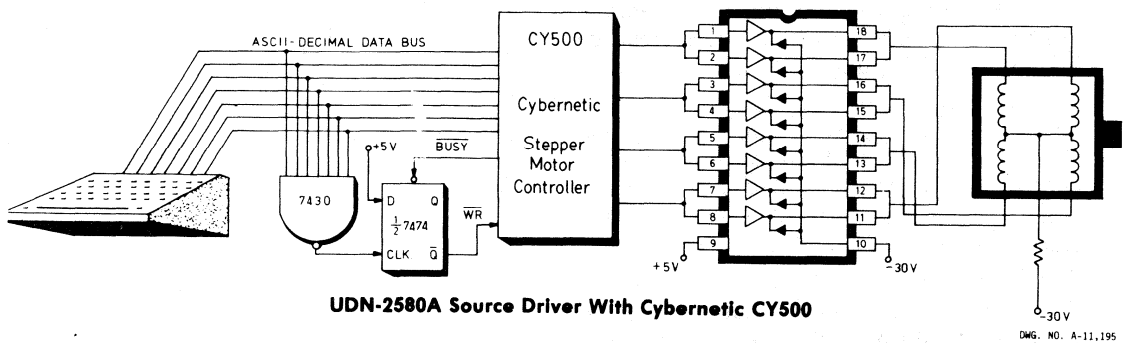 ASCII-DECIMAL DATA BUS
CY500
Cybernetic
Stepper
Motor
Controller
BUSY
+5V
7430
D Q
½ 7474
CLK Q
WR
1
2
3
4
5
6
7
8
9
+5V
18
17
16
15
14
13
12
11
10
-30V
-30V
UDN-2580A Source Driver With Cybernetic CY500
DWG. NO. A-11,195